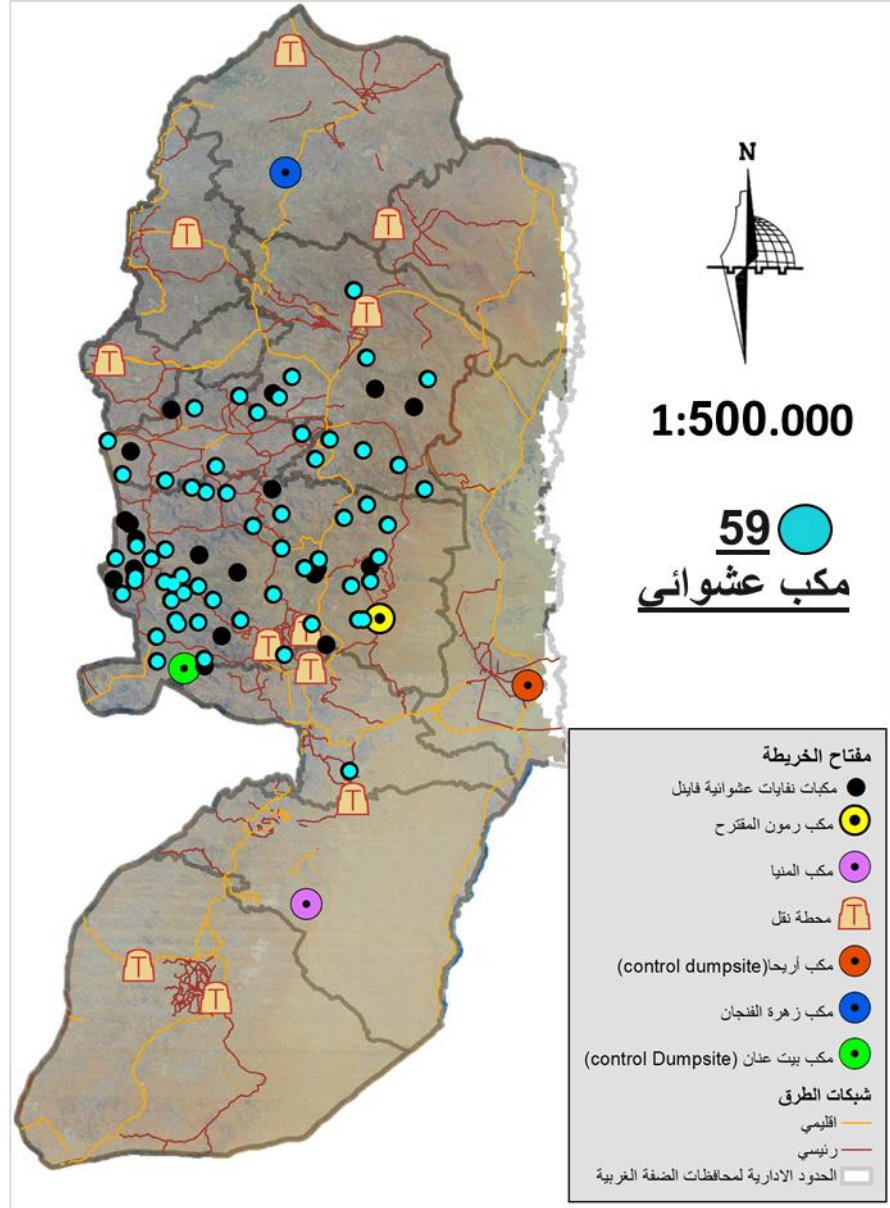 N
1:500.000
59
مكب عشوائي
مفتاح الخريطة
مكبات نفايات عشوائية فاينل
مكب رمون المقترح
مكب المنيا
محطة نقل
مكب أريحا(control dumpsite)
مكب زهرة الفنجان
مكب بيت عنان (control Dumpsite)
شبكات الطرق
اقليمي
رئيسي
الحدود الادارية لمحافظات الضفة الغربية
T
T
T
T
T
T
T
T
T
T
T
T